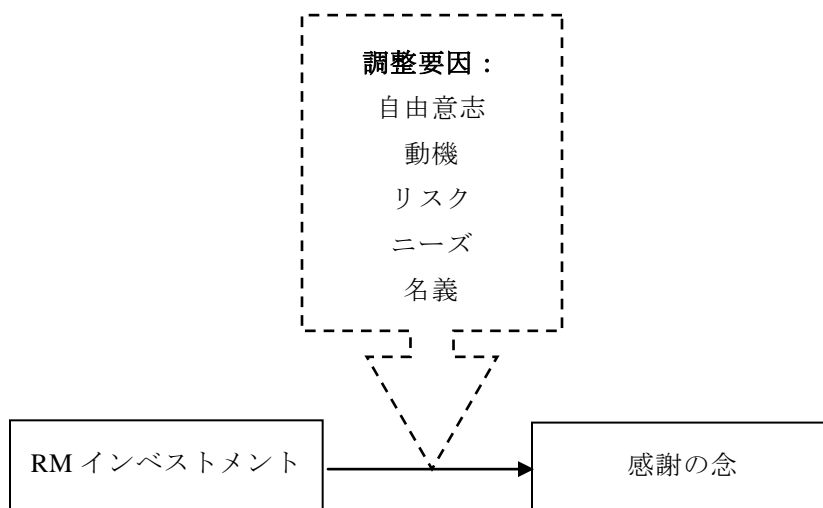 調整要因：
自由意志
動機
リスク
ニーズ
名義
RM インベストメント
感謝の念